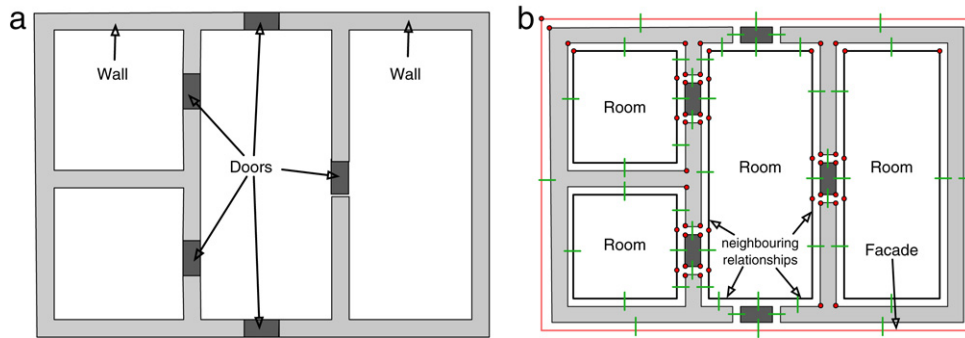 a
Wall
Wall
Doors
b
Room
Room
Room
Room
neighbouring
relationships
Facade